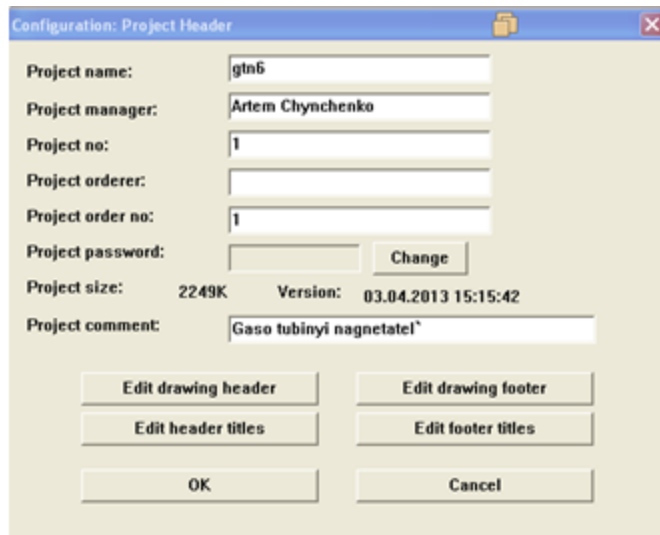 Configuration: Project Header
Project name: gtn6
Project manager: Artem Chynchenko
Project no: 1
Project orderer:
Project order no: 1
Project password: Change
Project size: 2249K Version: 03.04.2013 15:15:42
Project comment: Gaso tubinyi nagnetatel`
Edit drawing header Edit drawing footer
Edit header titles Edit footer titles
OK Cancel